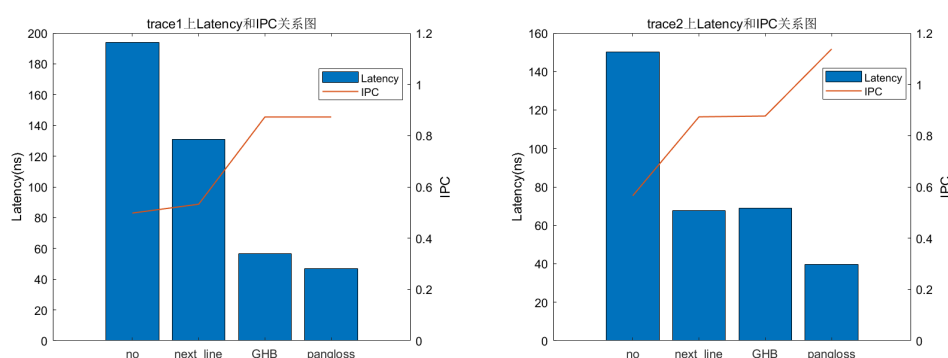 trace1上Latency和IPC关系图
200
180
160
140
120
100
80
60
40
20
0
Latency(ns)
1.2
1
0.8
0.6
0.4
0.2
0
IPC
Latency
IPC
no next_line GHB pangloss
trace2上Latency和IPC关系图
160
140
120
100
80
60
40
20
0
Latency(ns)
1.2
1
0.8
0.6
0.4
0.2
0
IPC
Latency
IPC
no next_line GHB pangloss